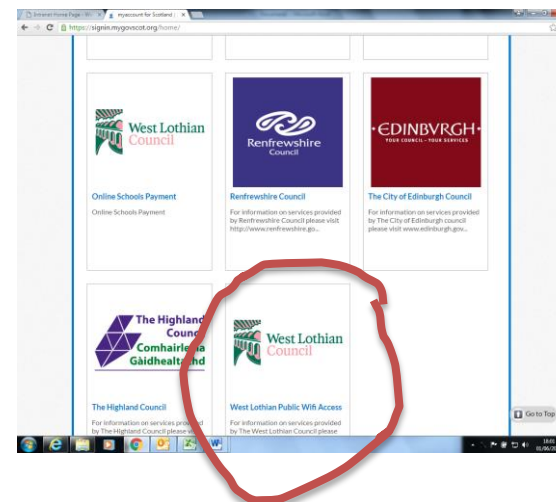 Intranet Home Page - W
myaccount for Scotland
https://signin.mygovscot.org/home/
West Lothian
Council
Online Schools Payment
Online Schools Payment
Renfrewshire
Council
Renfrewshire Council
For information on services provided
by Renfrewshire Council please visit
http://www.renfrewshire.go...
·EDINBVRGH·
YOUR COUNCIL - YOUR SERVICES
The City of Edinburgh Council
For information on services provided
by The City of Edinburgh council
please visit www.edinburgh.gov...
The Highland
Comhairle na
The Highland Council
For information on services provided
by The Highland Council please
West Lothian
Council
West Lothian Public Wifi Access
For information on services provided
by The West Lothian Council please
Go to Top